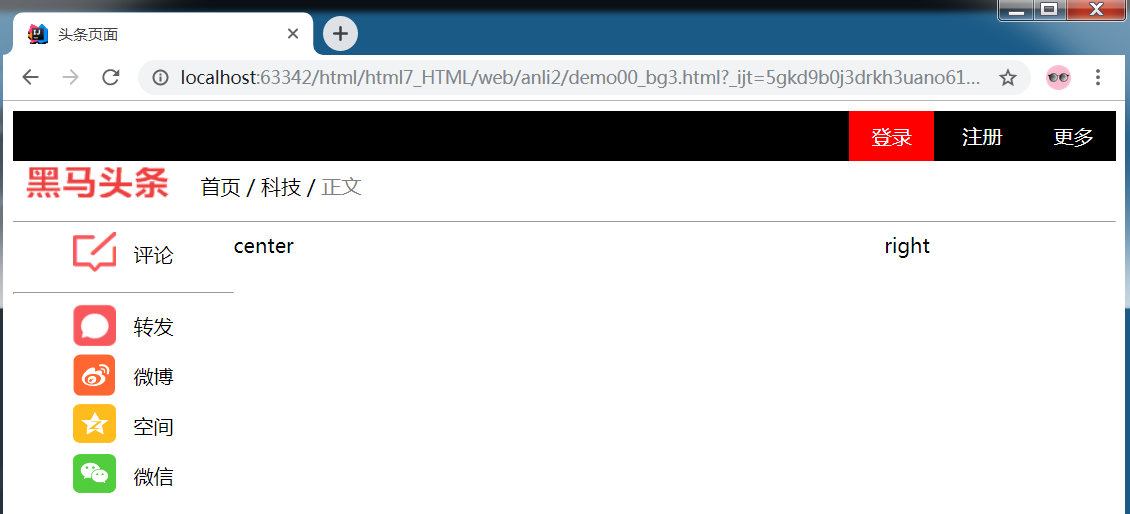 头条页面
localhost:63342/html/html7_HTML/web/anli2/demo00_bg3.html?_ijt=5gkd9b0j3drkh3uano61...
登录 注册 更多
黑马头条 首页 / 科技 / 正文
评论 center right
转发
微博
空间
微信